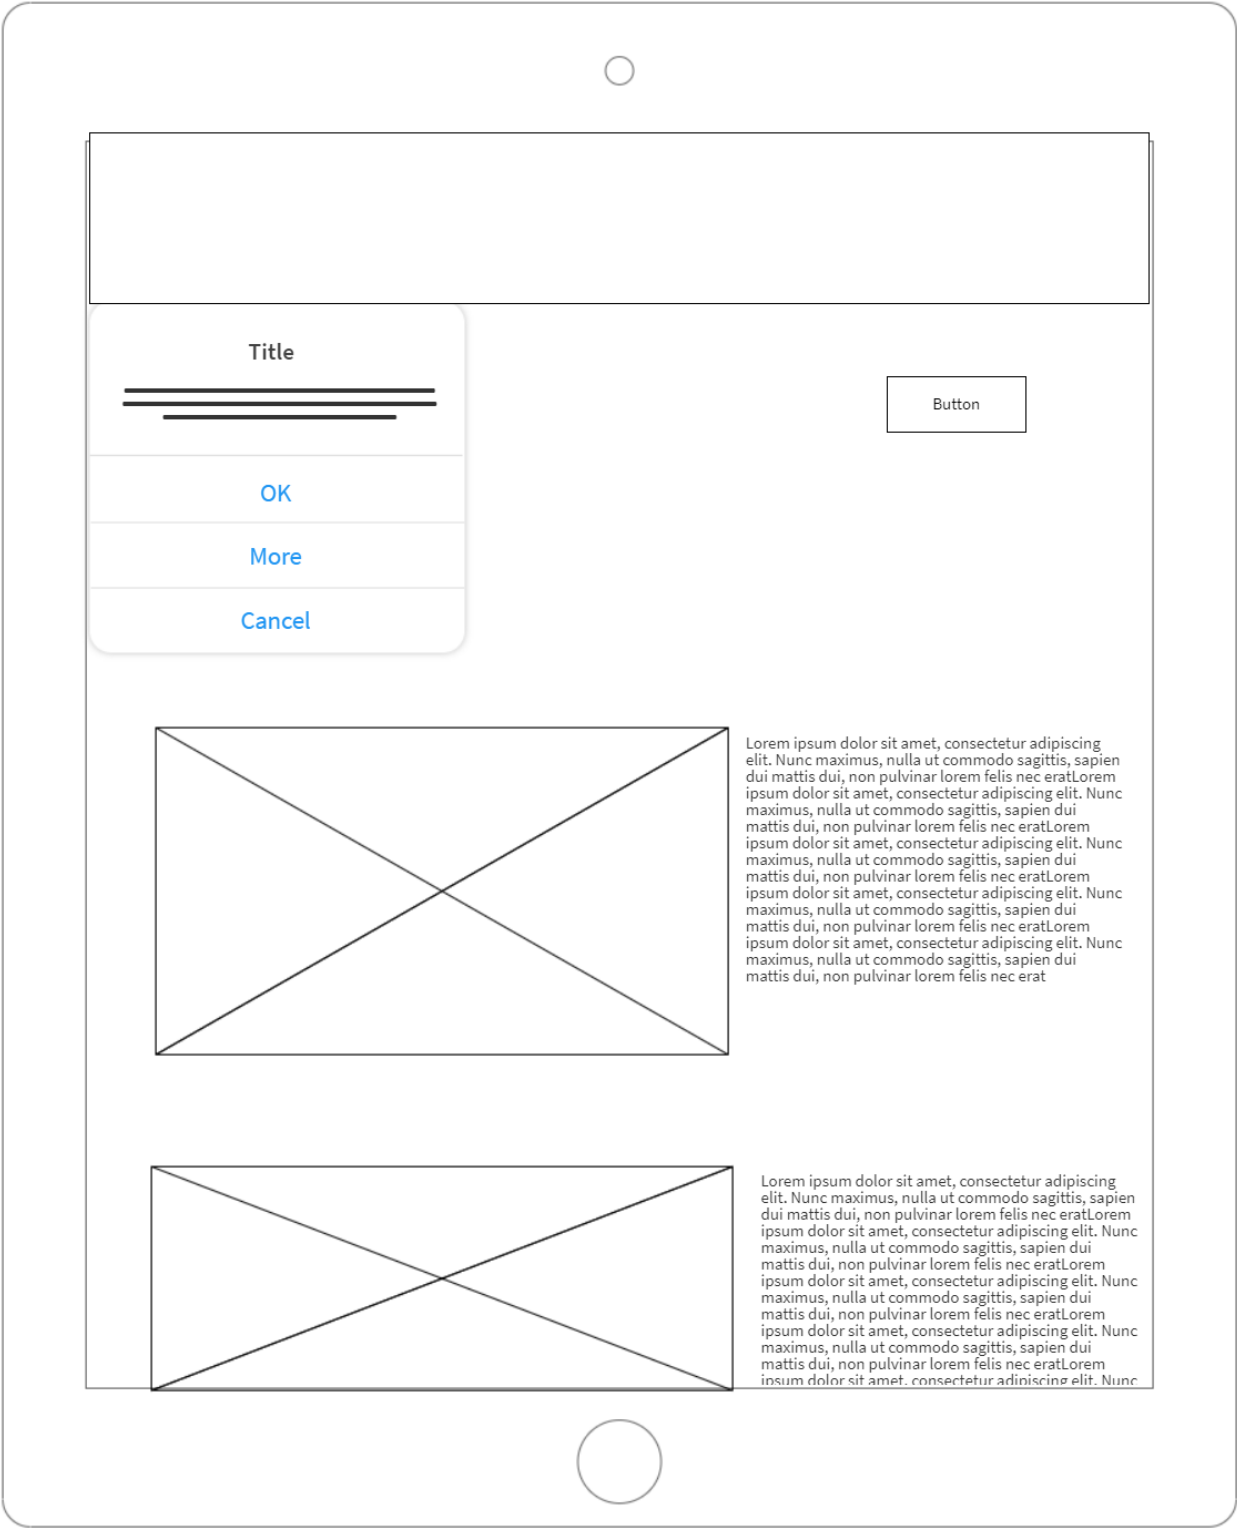 Title
Button
OK
More
Cancel
Lorem ipsum dolor sit amet, consectetur adipiscing
elit. Nunc maximus, nulla ut commodo sagittis, sapien
dui mattis dui, non pulvinar lorem felis nec eratLorem
ipsum dolor sit amet, consectetur adipiscing elit. Nunc
maximus, nulla ut commodo sagittis, sapien dui
mattis dui, non pulvinar lorem felis nec eratLorem
ipsum dolor sit amet, consectetur adipiscing elit. Nunc
maximus, nulla ut commodo sagittis, sapien dui
mattis dui, non pulvinar lorem felis nec eratLorem
ipsum dolor sit amet, consectetur adipiscing elit. Nunc
maximus, nulla ut commodo sagittis, sapien dui
mattis dui, non pulvinar lorem felis nec eratLorem
ipsum dolor sit amet, consectetur adipiscing elit. Nunc
maximus, nulla ut commodo sagittis, sapien dui
mattis dui, non pulvinar lorem felis nec erat
Lorem ipsum dolor sit amet, consectetur adipiscing
elit. Nunc maximus, nulla ut commodo sagittis, sapien
dui mattis dui, non pulvinar lorem felis nec eratLorem
ipsum dolor sit amet, consectetur adipiscing elit. Nunc
maximus, nulla ut commodo sagittis, sapien dui
mattis dui, non pulvinar lorem felis nec eratLorem
ipsum dolor sit amet, consectetur adipiscing elit. Nunc
maximus, nulla ut commodo sagittis, sapien dui
mattis dui, non pulvinar lorem felis nec eratLorem
ipsum dolor sit amet, consectetur adipiscing elit. Nunc
maximus, nulla ut commodo sagittis, sapien dui
mattis dui, non pulvinar lorem felis nec eratLorem
ipsum dolor sit amet, consectetur adipiscing elit. Nunc